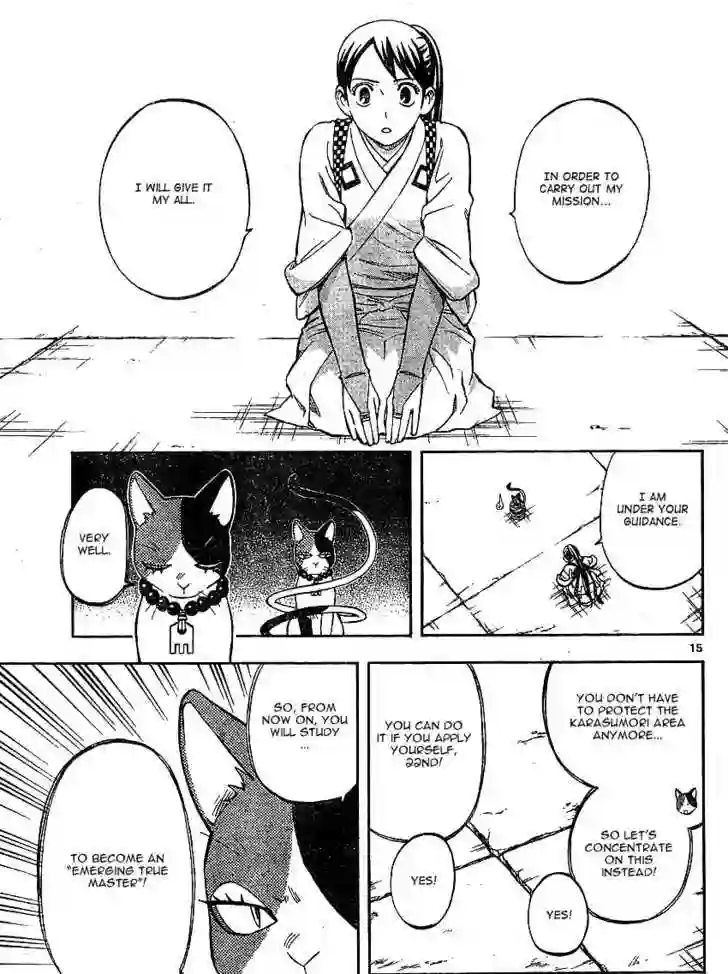 IN ORDER TO
CARRY OUT MY
MISSION...
I WILL GIVE IT
MY ALL.
I AM
UNDER YOUR
GUIDANCE.
VERY
WELL.
15
YOU DON'T HAVE
TO PROTECT THE
KARASUMORI AREA
ANYMORE...
SO LET'S
CONCENTRATE
ON THIS
INSTEAD!
YES!
YOU CAN DO
IT IF YOU APPLY
YOURSELF,
22ND!
YES!
SO, FROM
NOW ON, YOU
WILL STUDY
...
TO BECOME AN
"EMERGING TRUE
MASTER"!